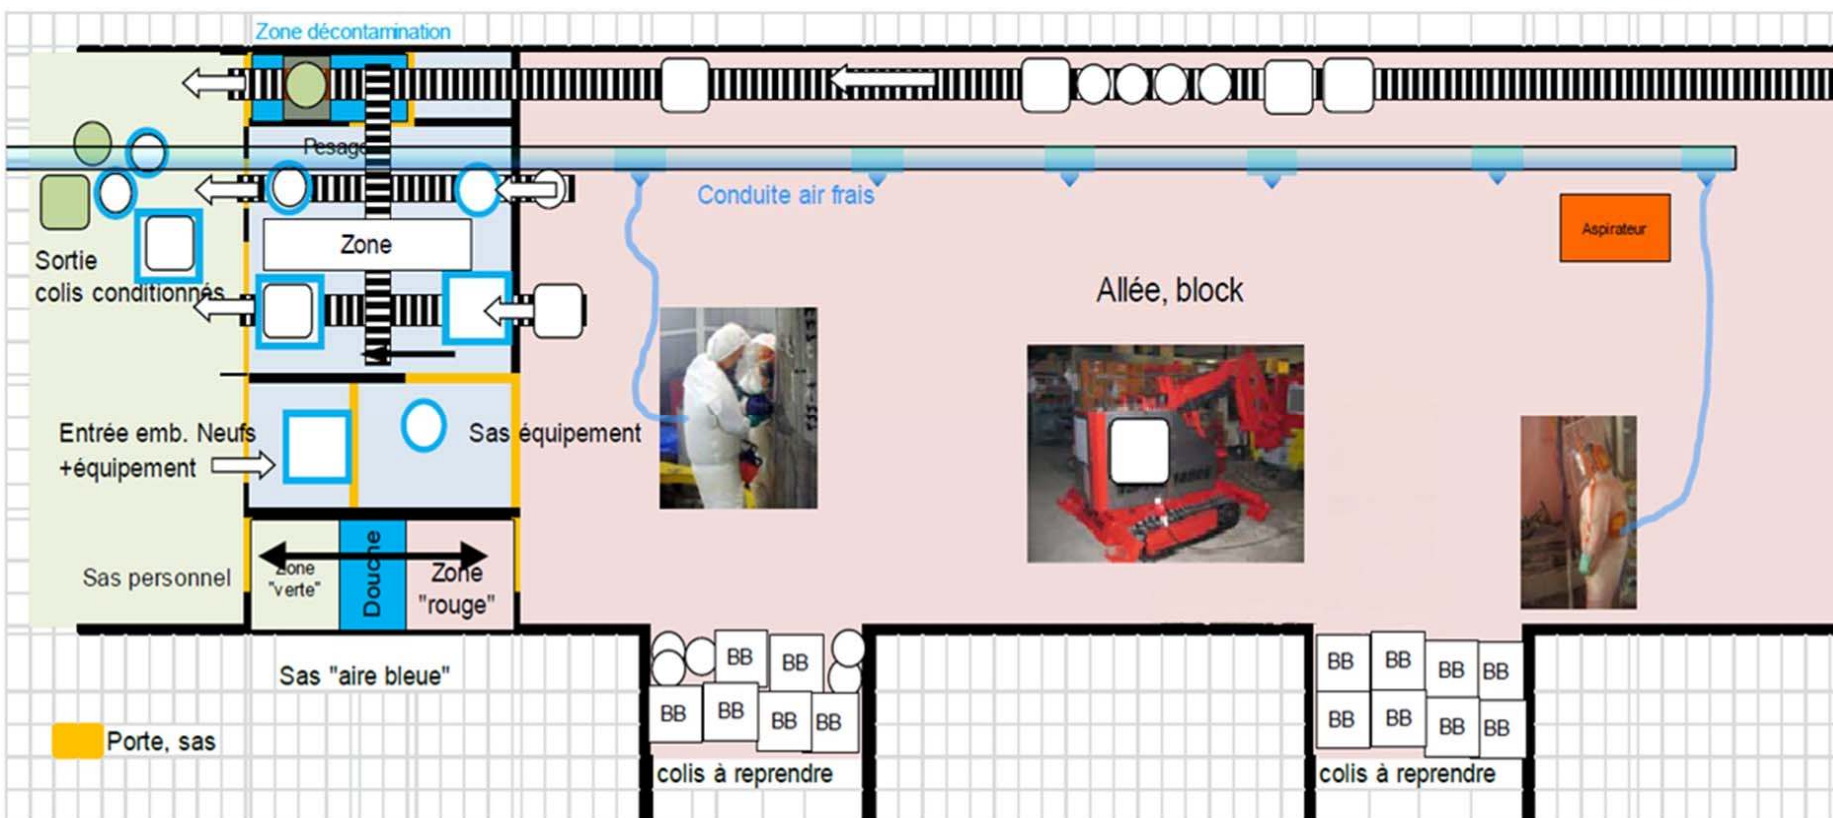 Zone décontamination
Pesage
Conduite air frais
Aspirateur
Zone
Sortie
colis conditionnés
Allée, block
Entrée emb. Neufs
+équipement
Sas équipement
Sas personnel
Zone
"verte"
Douche
Zone
"rouge"
Sas "aire bleue"
BB
BB
BB
BB
BB
BB
BB
BB
BB
BB
BB
BB
BB
BB
Porte, sas
colis à reprendre
colis à reprendre